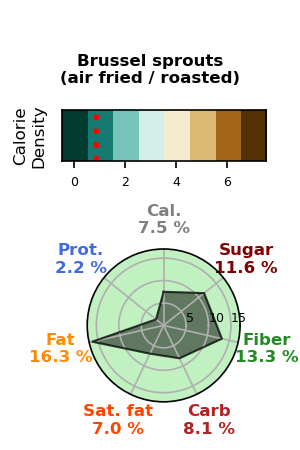 Brussel sprouts
(air fried / roasted)
Calorie
Density
0 2 4 6
Cal.
7.5 %
Prot.
2.2 %
Sugar
11.6 %
5 10 15
Fat
16.3 %
Fiber
13.3 %
Sat. fat
7.0 %
Carb
8.1 %